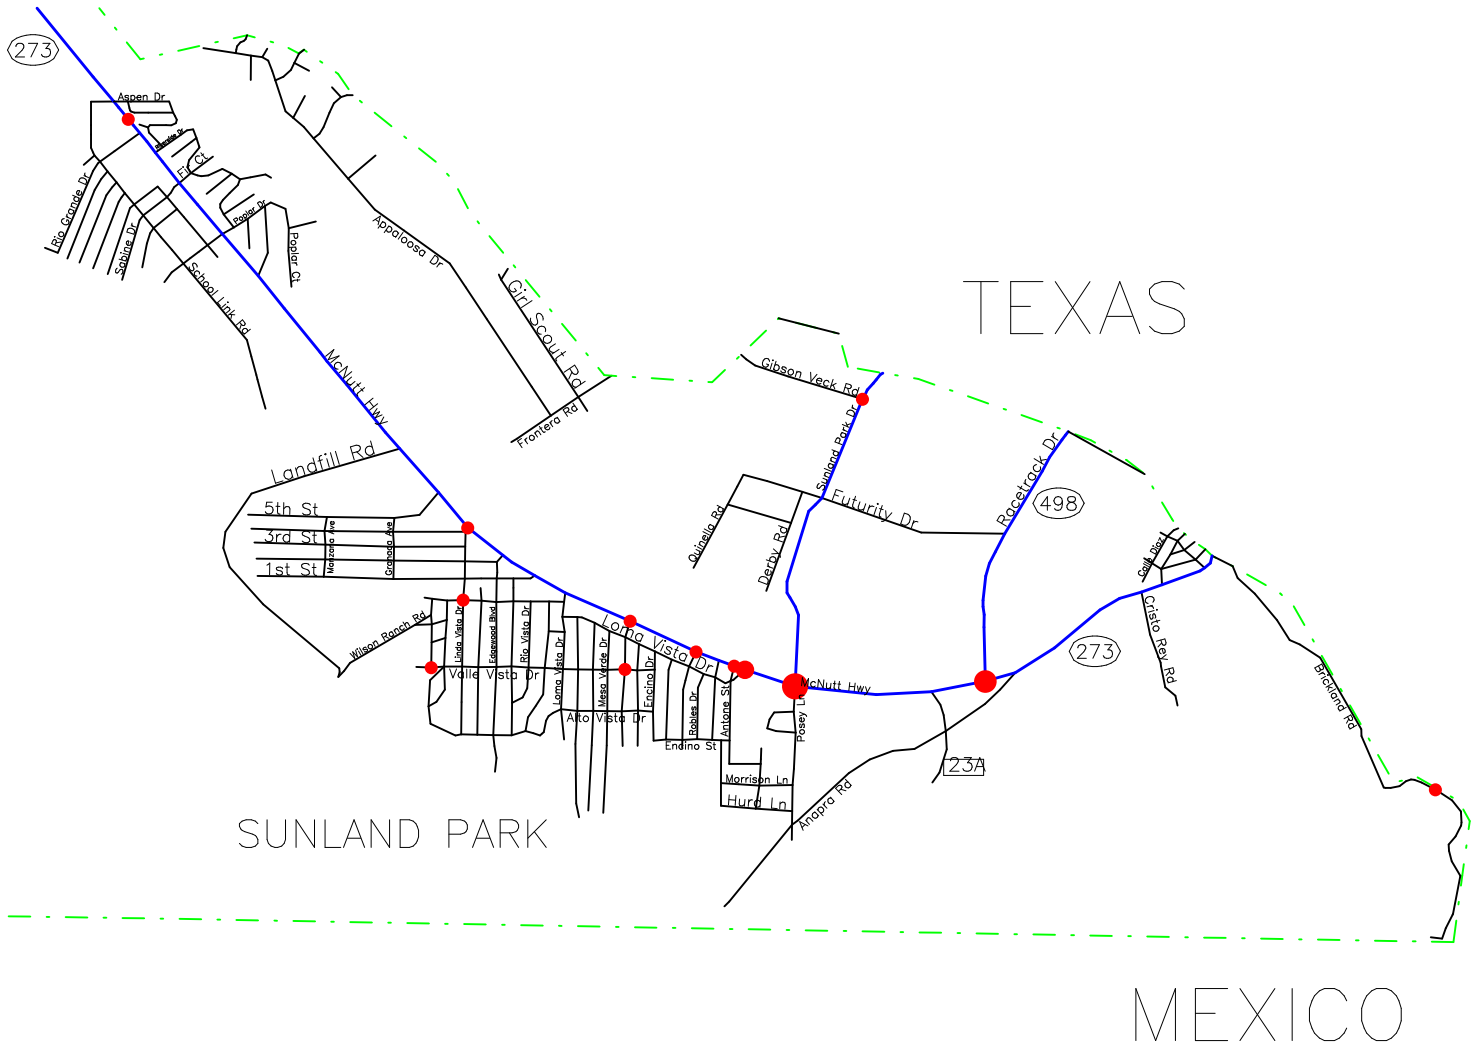 273
Aspen Dr
Riverside Dr
Fir Ct
Rio Grande Dr
Sabine Dr
Poplar Dr
Poplar Ct
School Link Rd
Appaloosa Dr
Girl Scout Rd
Frontera Rd
McNutt Hwy
TEXAS
Gibson Veck Rd
Sunland Park Dr
Futurity Dr
Racetrack Dr
498
Quinella Rd
Derby Rd
Landfill Rd
5th St
3rd St
1st St
Manzana Ave
Granada Ave
Calle Diaz
Cristo Rey Rd
273
Brickland Rd
Wilson Ranch Rd
Linda Vista Dr
Edgewood Blvd
Rio Vista Dr
Loma Vista Dr
Mesa Verde Dr
Encino Dr
Loma Vista Dr
Valle Vista Dr
Alto Vista Dr
Robles Dr
Antone St
Encino St
McNutt Hwy
Posey Ln
Morrison Ln
Hurd Ln
Anapra Rd
23A
SUNLAND PARK
MEXICO